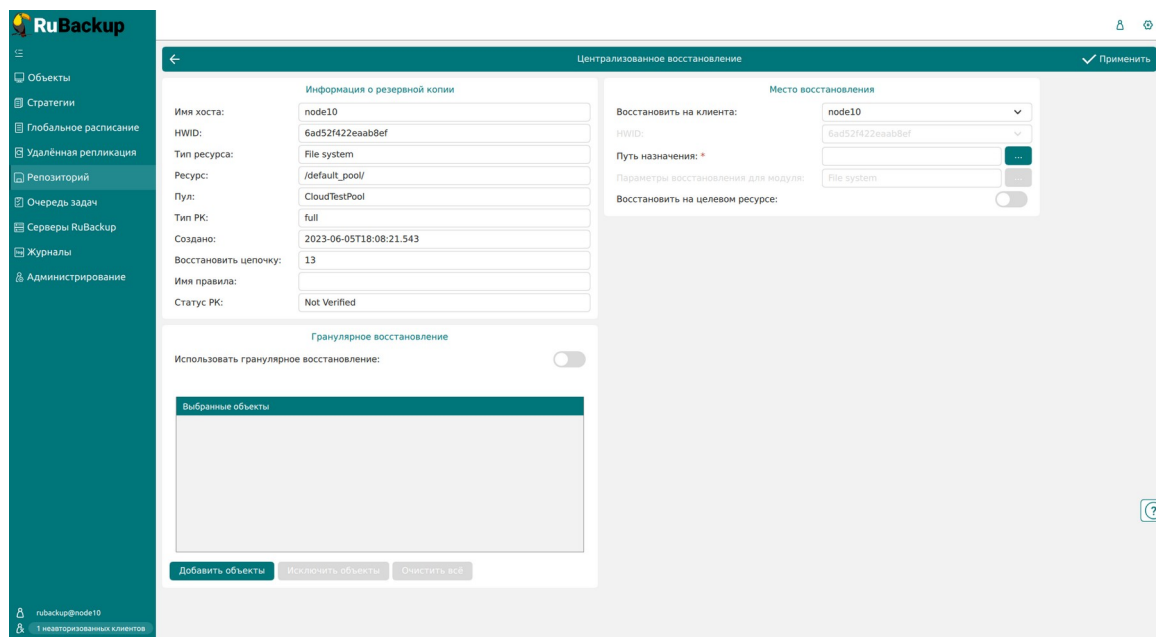 RuBackup
Объекты
Стратегии
Глобальное расписание
Удалённая репликация
Репозиторий
Очередь задач
Серверы RuBackup
Журналы
Администрирование
rubackup@node10
1 неавторизованных клиентов
Централизованное восстановление
Применить
Информация о резервной копии
Имя хоста: node10
HWID: 6ad52f422eaab8ef
Тип ресурса: File system
Ресурс: /default_pool/
Пул: CloudTestPool
Тип РК: full
Создано: 2023-06-05T18:08:21.543
Восстановить цепочку: 13
Имя правила:
Статус РК: Not Verified
Гранулярное восстановление
Использовать гранулярное восстановление:
Выбранные объекты
Добавить объекты Исключить объекты Очистить всё
Место восстановления
Восстановить на клиента: node10
HWID: 6ad52f422eaab8ef
Путь назначения: * ...
Параметры восстановления для модуля: File system ...
Восстановить на целевом ресурсе:
?